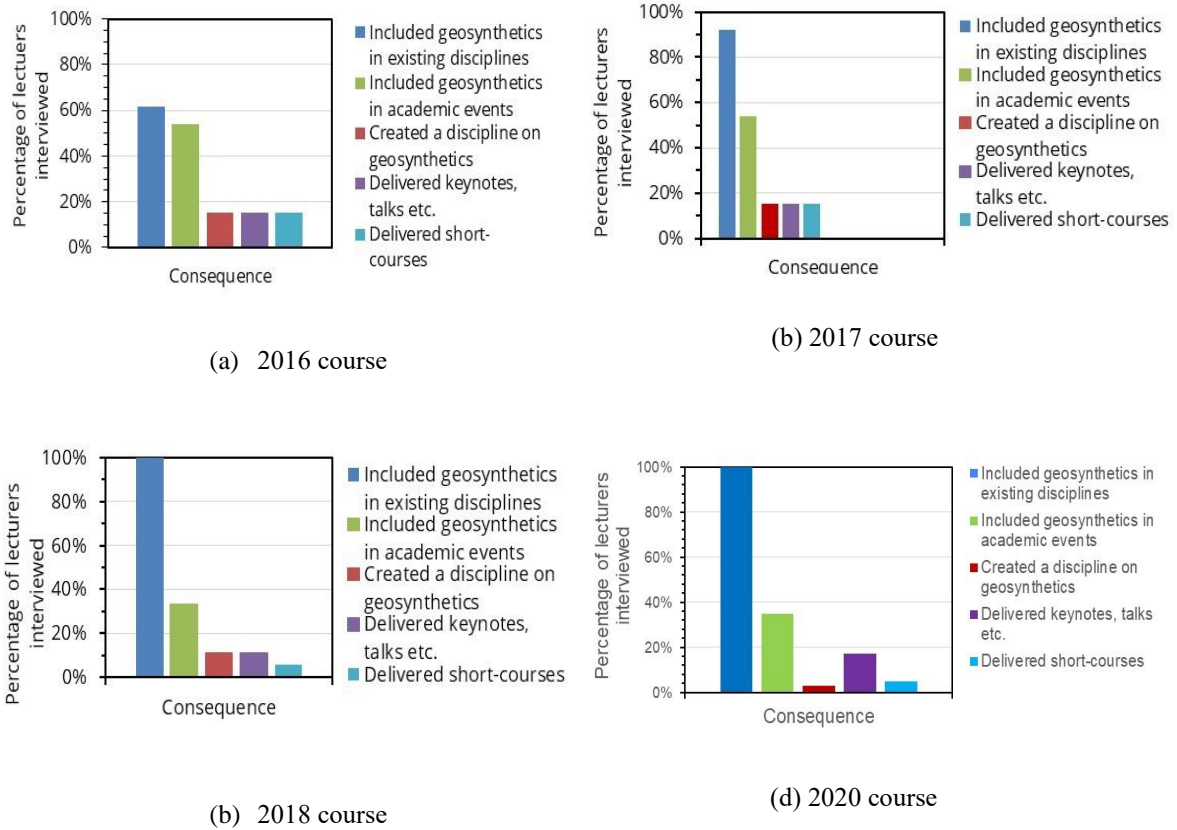 100%
80%
60%
40%
20%
0%
Percentage of lectuers
interviewed
Consequence
Included geosynthetics
in existing disciplines
Included geosynthetics
in academic events
Created a discipline on
geosynthetics
Delivered keynotes,
talks etc.
Delivered short-
courses
(a) 2016 course
100%
80%
60%
40%
20%
0%
Percentage of lecturers
interviewed
Consequence
Included geosynthetics
in existing disciplines
Included geosynthetics
in academic events
Created a discipline on
geosynthetics
Delivered keynotes,
talks etc.
Delivered short-courses
(b) 2017 course
100%
80%
60%
40%
20%
0%
Percentage of lecturers
interviewed
Consequence
Included geosynthetics
in existing disciplines
Included geosynthetics
in academic events
Created a discipline on
geosynthetics
Delivered keynotes,
talks etc.
Delivered short-courses
(b) 2018 course
100%
80%
60%
40%
20%
0%
Percentage of lecturers
interviewed
Consequence
Included geosynthetics in
existing disciplines
Included geosynthetics in
academic events
Created a discipline on
geosynthetics
Delivered keynotes, talks
etc.
Delivered short-courses
(d) 2020 course